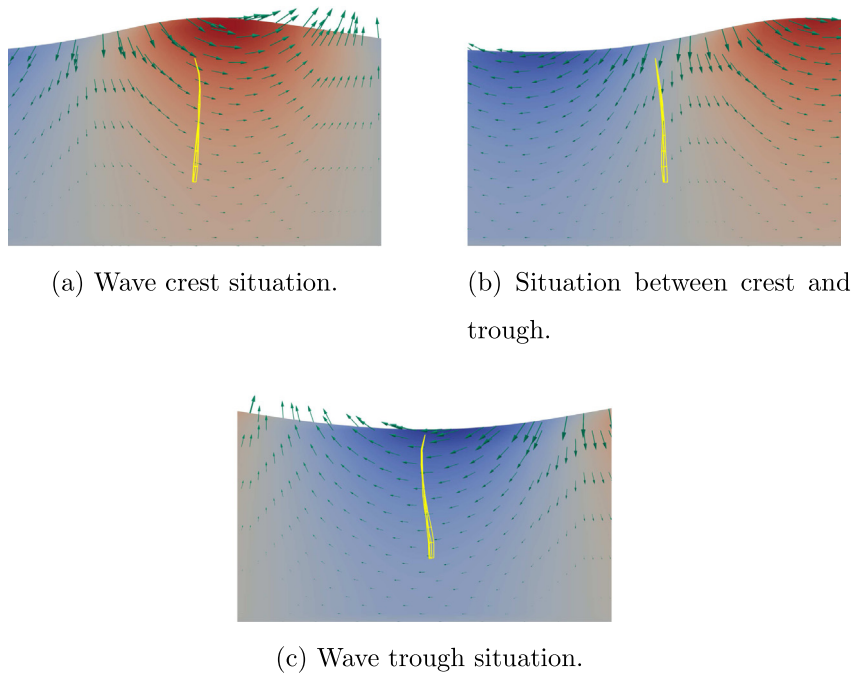 (a) Wave crest situation.
(b) Situation between crest and
trough.
(c) Wave trough situation.